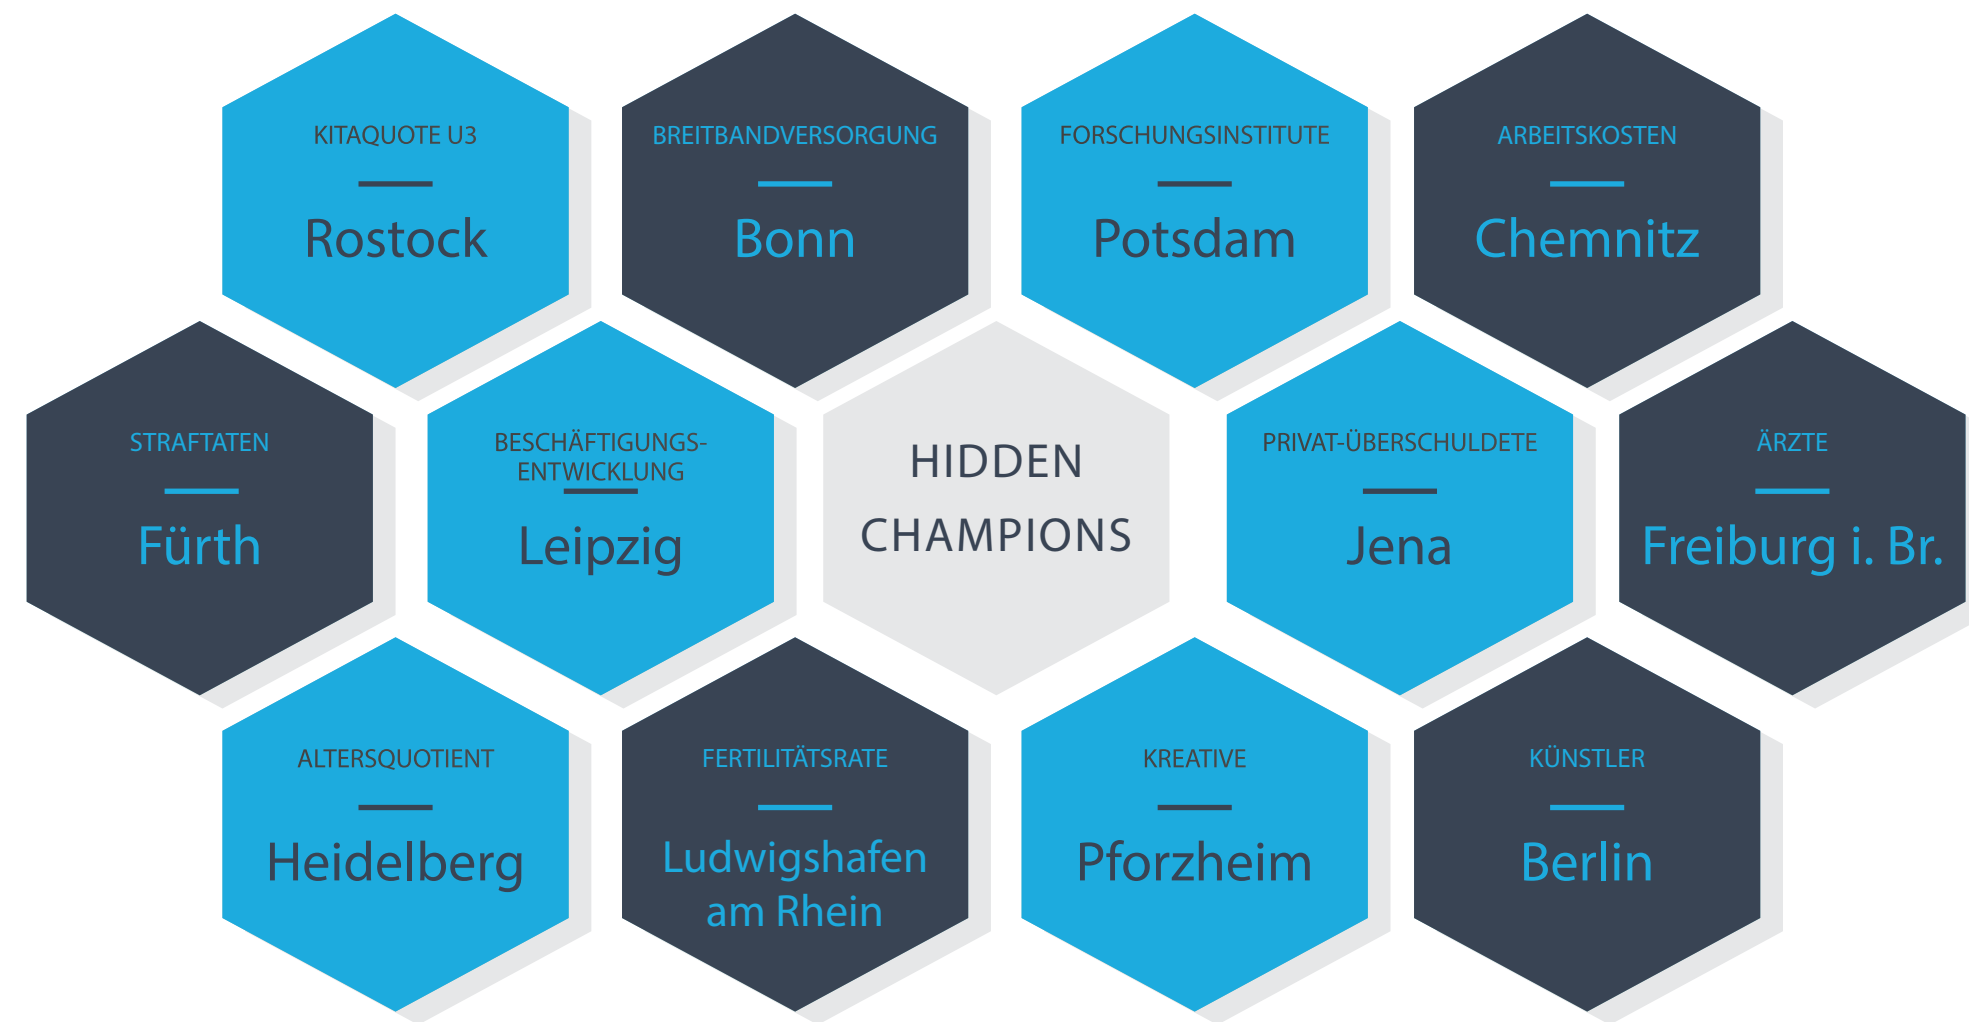 KITAQUOTE U3
Rostock
BREITBANDVERSORGUNG
Bonn
FORSCHUNGSINSTITUTE
Potsdam
ARBEITSKOSTEN
Chemnitz
STRAFTATEN
Fürth
BESCHÄFTIGUNGS-
ENTWICKLUNG
Leipzig
HIDDEN
CHAMPIONS
PRIVAT-ÜBERSCHULDETE
Jena
ÄRZTE
Freiburg i. Br.
ALTERSQUOTIENT
Heidelberg
FERTILITÄTSRATE
Ludwigshafen
am Rhein
KREATIVE
Pforzheim
KÜNSTLER
Berlin